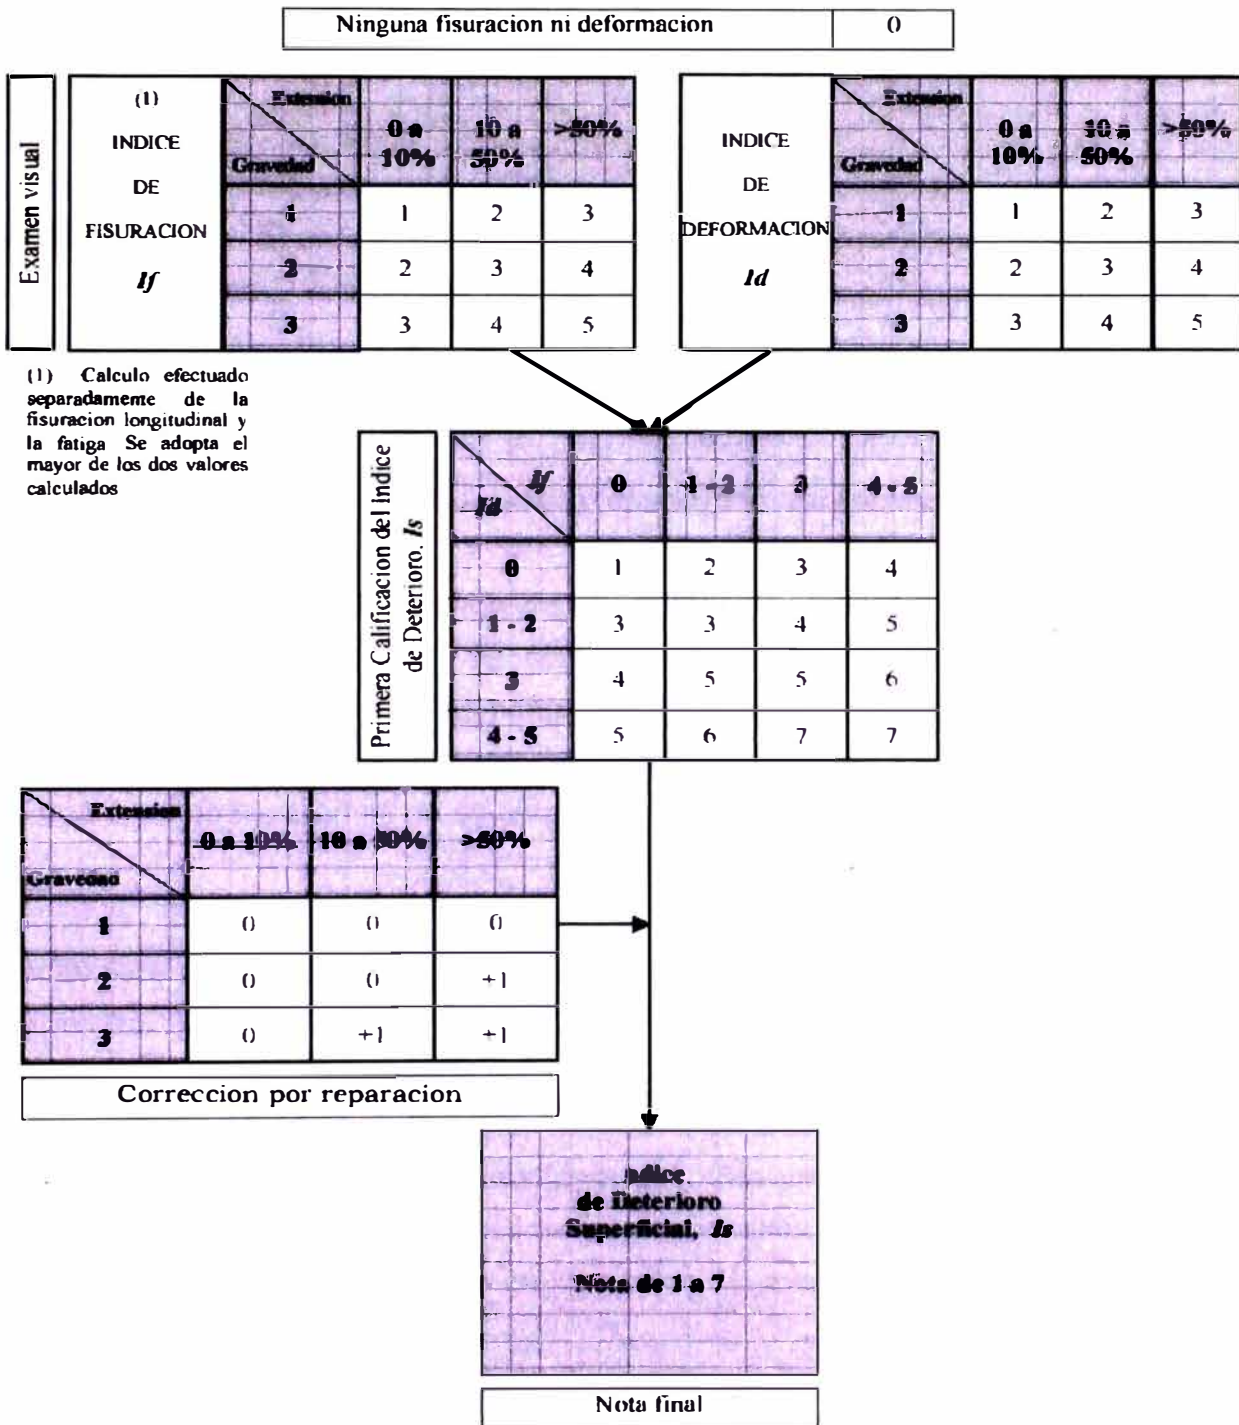 Ninguna fisuracion ni deformacion 0
Examen visual
(1)
INDICE
DE
FISURACION
If
Extension
Gravedad
0 a 10% 10 a 50% >50%
1 1 2 3
2 2 3 4
3 3 4 5
INDICE
DE
DEFORMACION
Id
Extension
Gravedad
0 a 10% 10 a 50% >50%
1 1 2 3
2 2 3 4
3 3 4 5
(1) Calculo efectuado
separadamente de la
fisuracion longitudinal y
la fatiga Se adopta el
mayor de los dos valores
calculados
Primera Calificacion del Indice
de Deterioro. Is
If
Id
0 1 - 2 3 4 - 5
0 1 2 3 4
1 - 2 3 3 4 5
3 4 5 5 6
4 - 5 5 6 7 7
Extension
Gravedad
0 a 10% 10 a 50% >50%
1 0 0 0
2 0 0 +1
3 0 +1 +1
Correccion por reparacion
de Deterioro
Superficial, Is
Nota de 1 a 7
Nota final